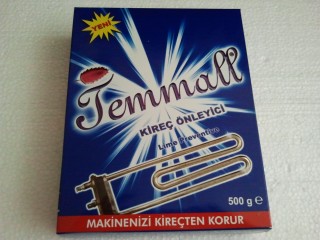 YENİ
Temmall
KİREÇ ÖNLEYİCİ
Lime Preventive
500 g e
MAKİNENİZİ KİREÇTEN KORUR